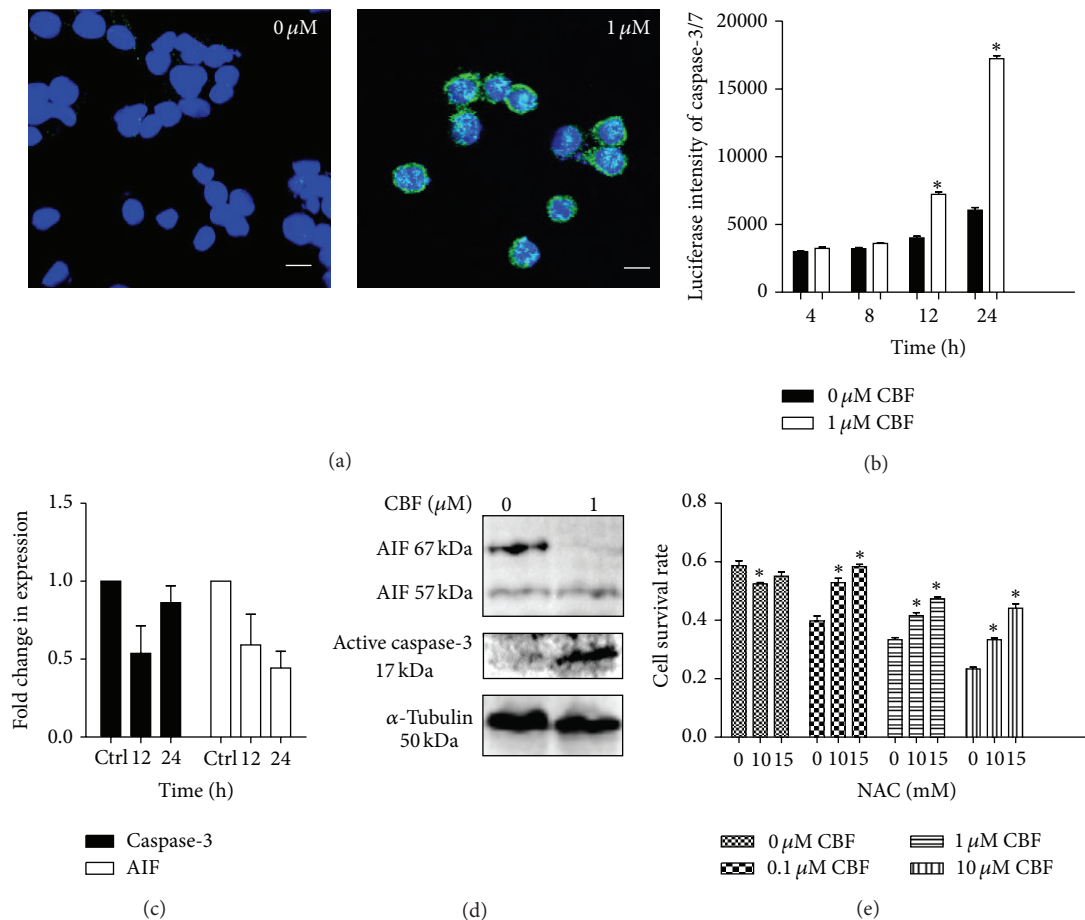 0 μM
1 μM
(a)
Luciferase intensity of caspase-3/7
20000
15000
10000
5000
0
*
*
4 8 12 24
Time (h)
0 μM CBF
1 μM CBF
(b)
Fold change in expression
1.5
1.0
0.5
0.0
Ctrl 12 24 Ctrl 12 24
Time (h)
Caspase-3
AIF
(c)
CBF (μM) 0 1
AIF 67 kDa
AIF 57 kDa
Active caspase-3
17 kDa
α-Tulin
50 kDa
(d)
Cell survival rate
0.8
0.6
0.4
0.2
0.0
* * * * * * *
0 10 15 0 10 15 0 10 15 0 10 15
NAC (mM)
0 μM CBF 1 μM CBF
0.1 μM CBF 10 μM CBF
(e)